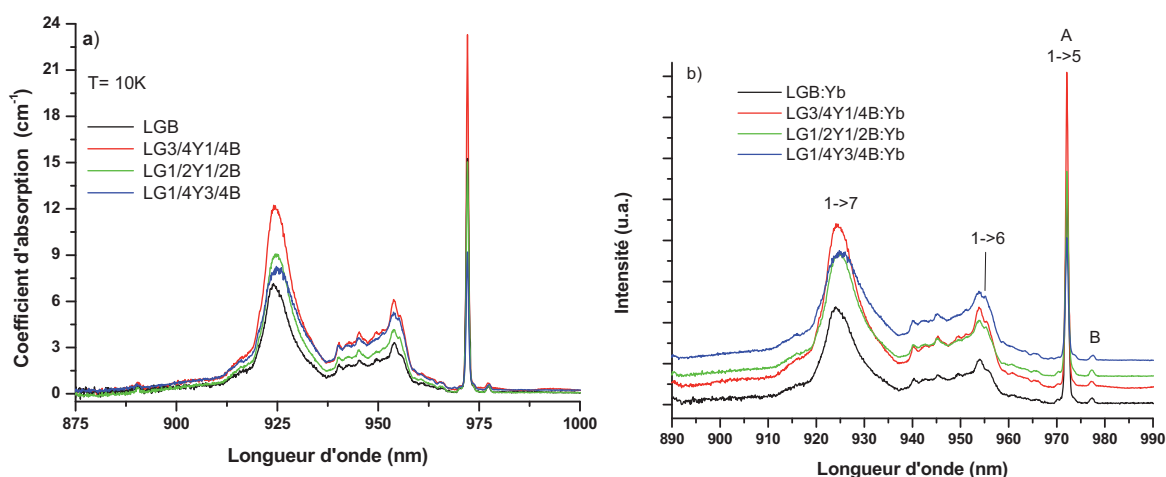 a)
T= 10K
LGB
LG3/4Y1/4B
LG1/2Y1/2B
LG1/4Y3/4B
Coefficient d'absorption (cm-1)
24
21
18
15
12
9
6
3
0
875
900
925
950
975
1000
Longueur d'onde (nm)
b)
LGB:Yb
LG3/4Y1/4B:Yb
LG1/2Y1/2B:Yb
LG1/4Y3/4B:Yb
A
1->5
1->7
1->6
B
Intensité (u.a.)
890
900
910
920
930
940
950
960
970
980
990
Longueur d'onde (nm)